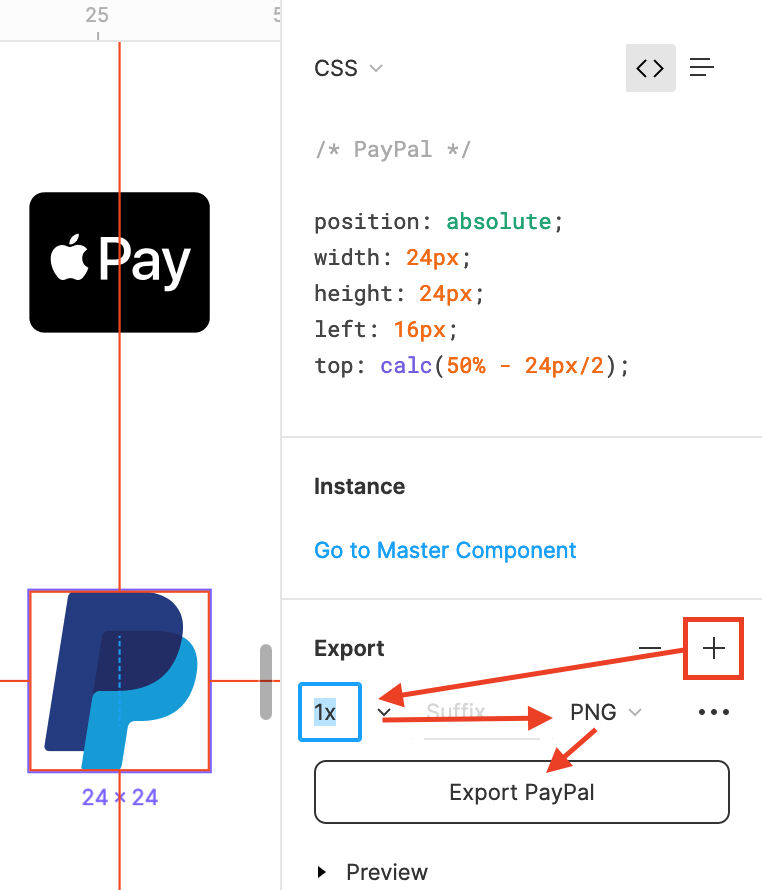 25
CSS
/* PayPal */
Pay
position: absolute;
width: 24px;
height: 24px;
left: 16px;
top: calc(50% - 24px/2);
Instance
Go to Master Component
Export
1x
Suffix
PNG
Export PayPal
24 × 24
Preview